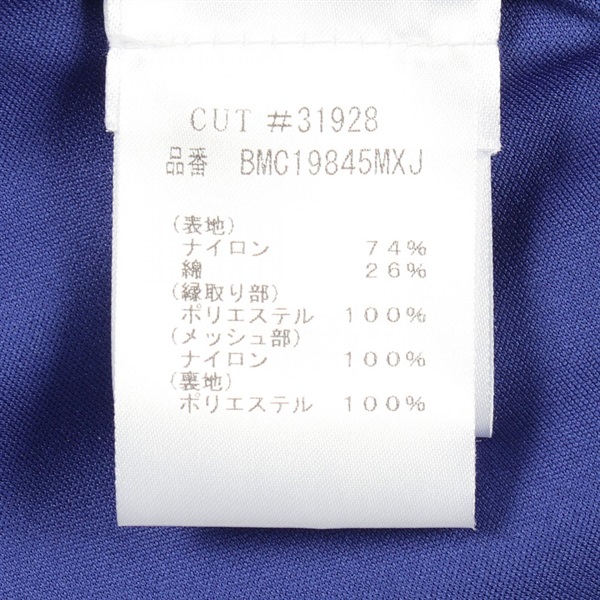 CUT #31928
品番 BMC19845MXJ
(表地)
ナイロン 74%
綿 26%
(縁取り部)
ポリエステル 100%
(メッシュ部)
ナイロン 100%
(裏地)
ポリエステル 100%